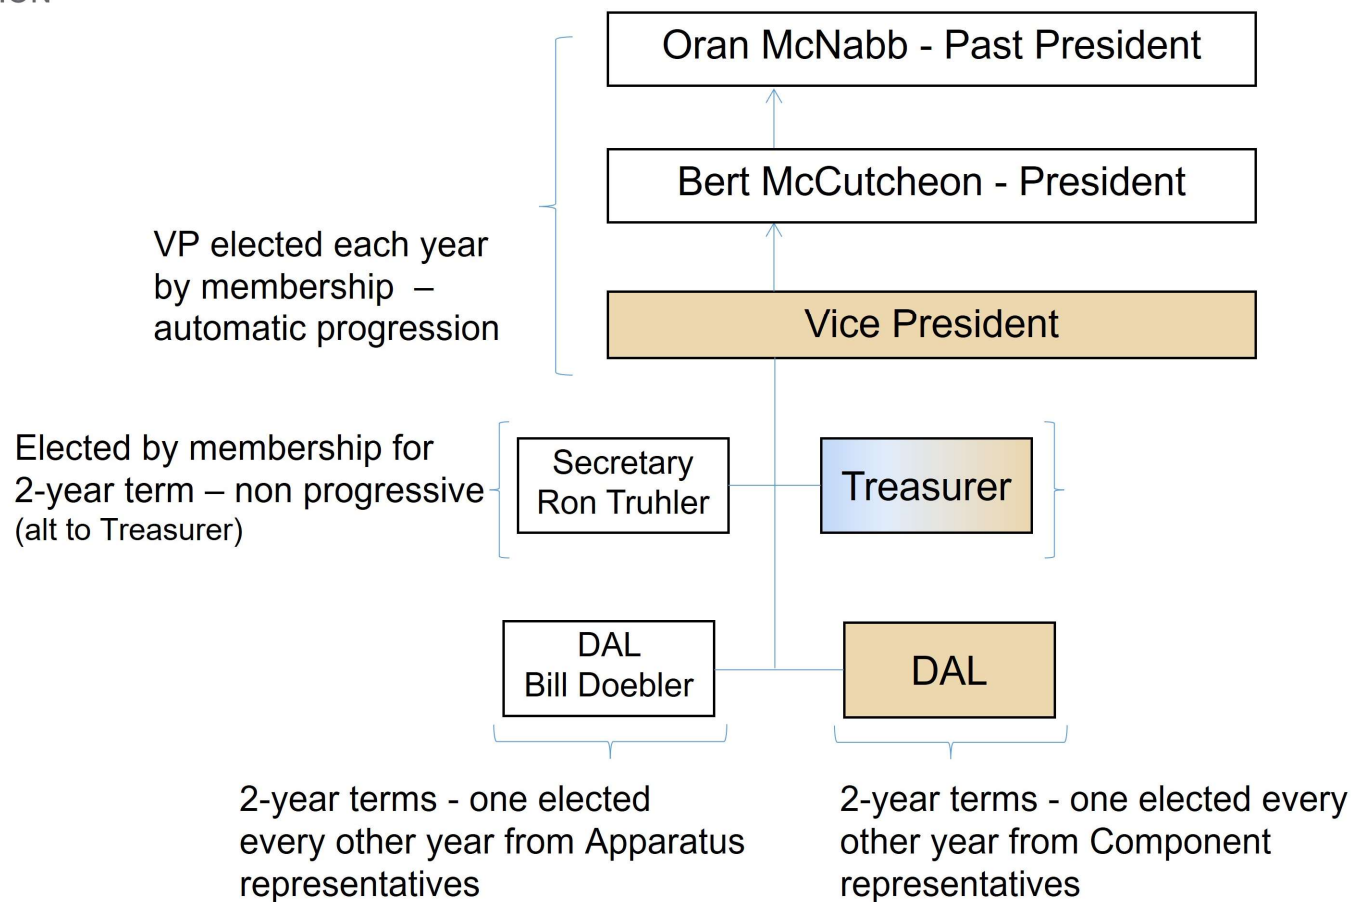 Oran McNabb - Past President
Bert McCutcheon - President
VP elected each year
by membership –
automatic progression
Vice President
Elected by membership for
2-year term – non progressive
(alt to Treasurer)
Secretary
Ron Truhler
Treasurer
DAL
Bill Doebler
DAL
2-year terms - one elected
every other year from Apparatus
representatives
2-year terms - one elected every
other year from Component
representatives